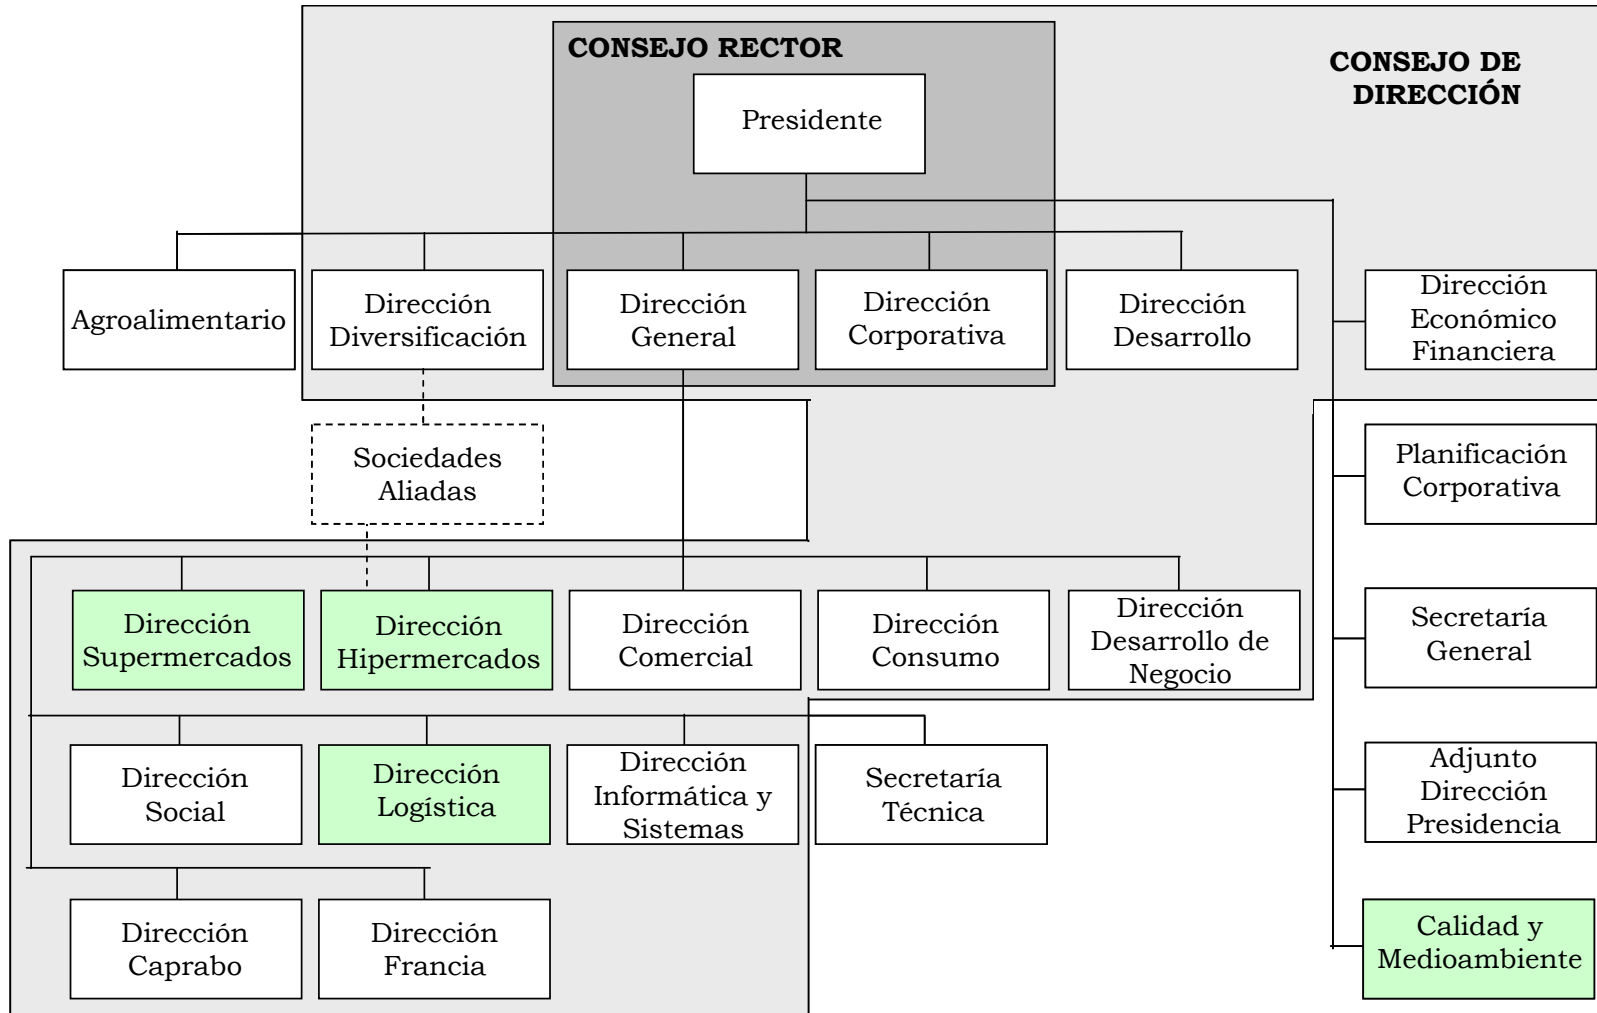 CONSEJO RECTOR
CONSEJO DE
DIRECCIÓN
Presidente
Agroalimentario
Dirección
Diversificación
Dirección
General
Dirección
Corporativa
Dirección
Desarrollo
Dirección
Económico
Financiera
Sociedades
Aliadas
Planificación
Corporativa
Dirección
Supermercados
Dirección
Hipermercados
Dirección
Comercial
Dirección
Consumo
Dirección
Desarrollo de
Negocio
Secretaría
General
Dirección
Social
Dirección
Logística
Dirección
Informática y
Sistemas
Secretaría
Técnica
Adjunto
Dirección
Presidencia
Dirección
Caprabo
Dirección
Francia
Calidad y
Medioambiente